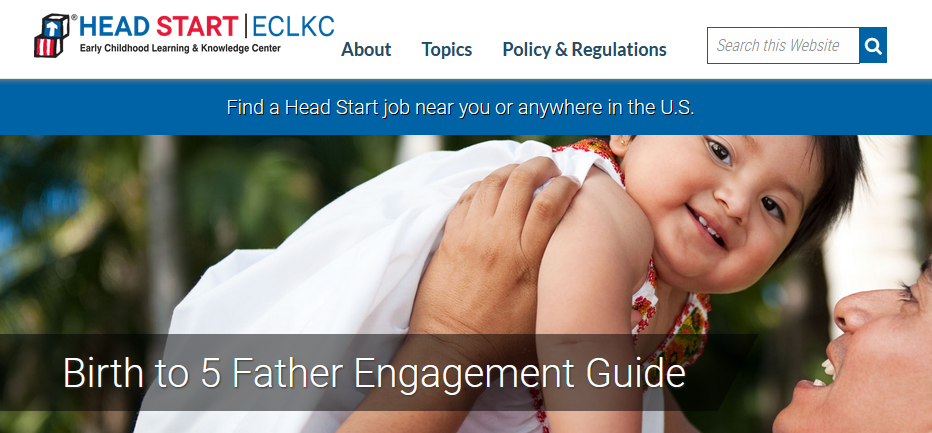 ® HEAD START | ECLKC
Early Childhood Learning & Knowledge Center
About Topics Policy & Regulations
Search this Website
Find a Head Start job near you or anywhere in the U.S.
Birth to 5 Father Engagement Guide